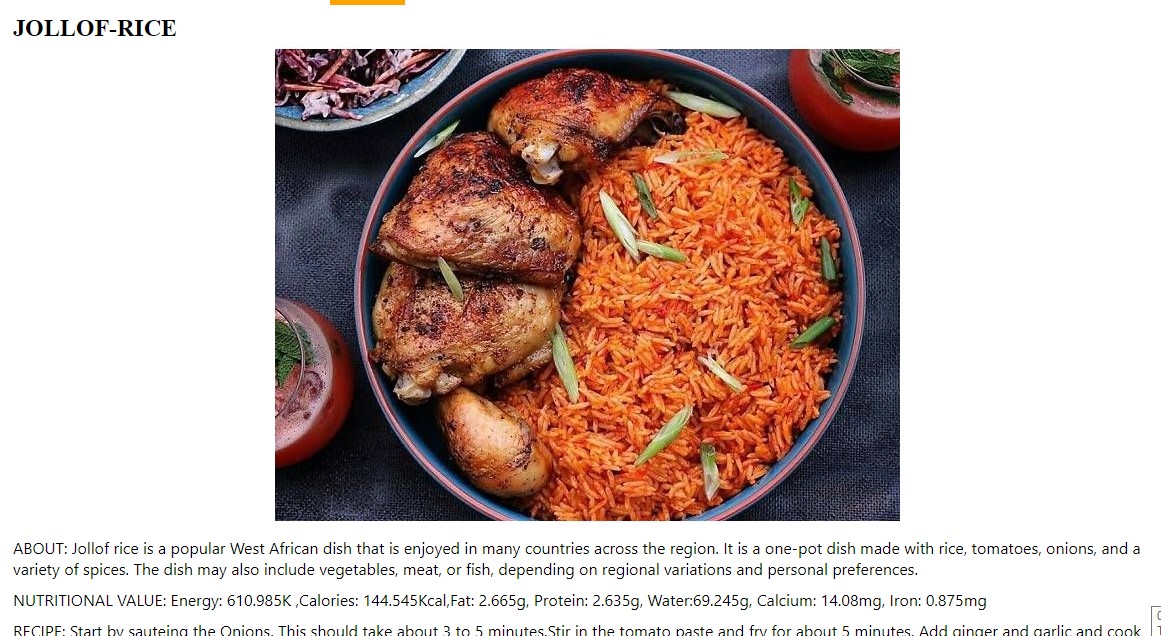 JOLLOF-RICE
ABOUT: Jollof rice is a popular West African dish that is enjoyed in many countries across the region. It is a one-pot dish made with rice, tomatoes, onions, and a
variety of spices. The dish may also include vegetables, meat, or fish, depending on regional variations and personal preferences.
NUTRITIONAL VALUE: Energy: 610.985K ,Calories: 144.545Kcal,Fat: 2.665g, Protein: 2.635g, Water:69.245g, Calcium: 14.08mg, Iron: 0.875mg
RECIPE: Start by sauteing the Onions. This should take about 3 to 5 minutes.Stir in the tomato paste and fry for about 5 minutes. Add ginger and garlic and cook